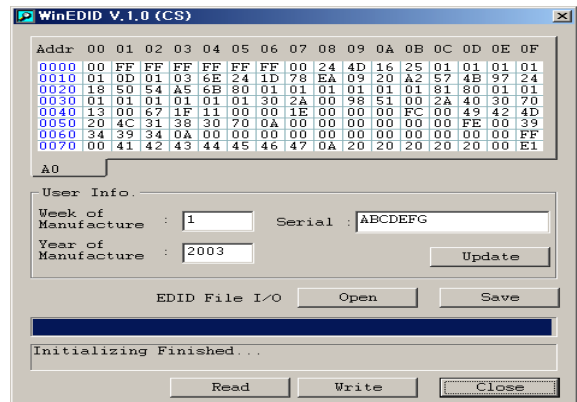 WinEDID V.1.0 (CS)
Addr 00 01 02 03 04 05 06 07 08 09 0A 0B 0C 0D 0E 0F
0000 00 FF FF FF FF FF FF 00 24 4D 16 25 01 01 01 01
0010 01 0D 01 03 6E 24 1D 78 EA 09 20 A2 57 4B 97 24
0020 18 50 54 A5 6B 80 01 01 01 01 01 01 81 80 01 01
0030 01 01 01 01 01 01 30 2A 00 98 51 00 2A 40 30 70
0040 13 00 67 1F 11 00 00 1E 00 00 00 FC 00 49 42 4D
0050 20 4C 31 38 30 70 0A 00 00 00 00 00 00 FE 00 39
0060 34 39 34 0A 00 00 00 00 00 00 00 00 00 00 00 FF
0070 00 41 42 43 44 45 46 47 0A 20 20 20 20 20 00 E1
A0
User Info.
Week of Manufacture : 1 Serial : ABCDEFG
Year of Manufacture : 2003 Update
EDID File I/O Open Save
Initializing Finished...
Read Write Close